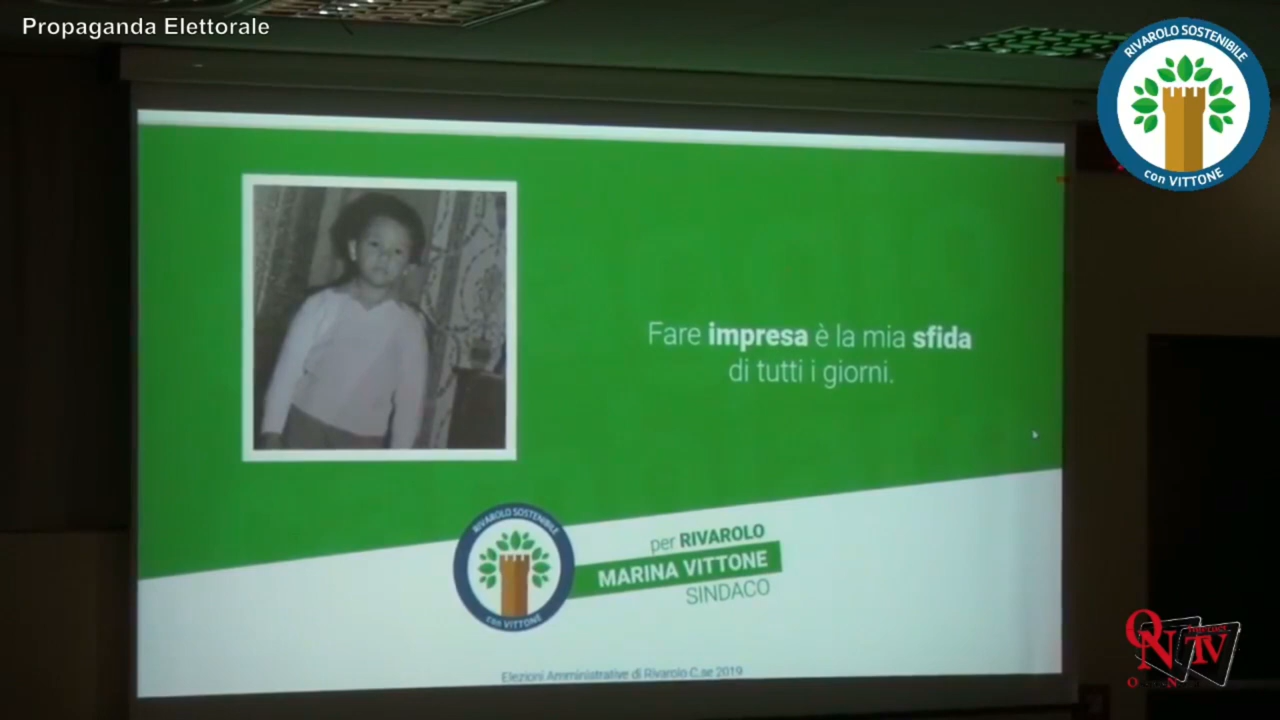 Propaganda Elettorale
RIVAROLO SOSTENIBILE
con VITTONE
Fare impresa è la mia sfida
di tutti i giorni.
RIVAROLO SOSTENIBILE
con VITTONE
per RIVAROLO
MARINA VITTONE
SINDACO
Elezioni Amministrative di Rivarolo C.se 2019
QN TV